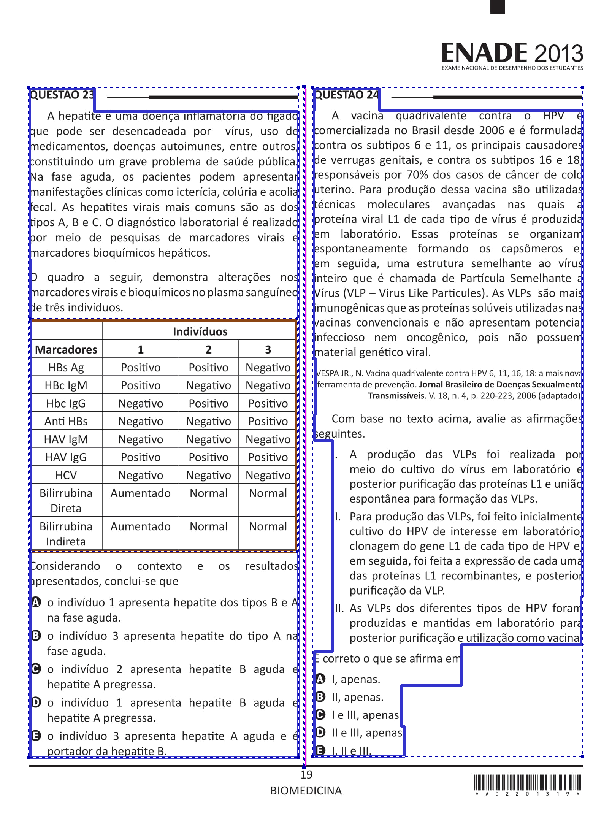 ENADE 2013
EXAME NACIONAL DE DESEMPENHO DOS ESTUDANTES
QUESTÃO 23
A hepatite é uma doença inflamatória do fígado
que pode ser desencadeada por vírus, uso de
medicamentos, doenças autoimunes, entre outros,
constituindo um grave problema de saúde pública.
Na fase aguda, os pacientes podem apresentar
manifestações clínicas como icterícia, colúria e acolia
fecal. As hepatites virais mais comuns são as dos
tipos A, B e C. O diagnóstico laboratorial é realizado
por meio de pesquisas de marcadores virais e
marcadores bioquímicos hepáticos.
O quadro a seguir, demonstra alterações nos
marcadores virais e bioquímicos no plasma sanguíneo
de três indivíduos.
Indivíduos
Marcadores 1 2 3
HBs Ag Positivo Positivo Negativo
HBc IgM Positivo Negativo Negativo
Hbc IgG Negativo Positivo Positivo
Anti HBs Negativo Negativo Positivo
HAV IgM Negativo Negativo Positivo
HAV IgG Positivo Positivo Positivo
HCV Negativo Negativo Negativo
Bilirrubina Aumentado Normal Normal
Direta
Bilirrubina Aumentado Normal Normal
Indireta
Considerando o contexto e os resultados
apresentados, conclui-se que
A o indivíduo 1 apresenta hepatite dos tipos B e A
na fase aguda.
B o indivíduo 3 apresenta hepatite do tipo A na
fase aguda.
C o indivíduo 2 apresenta hepatite B aguda e
hepatite A pregressa.
D o indivíduo 1 apresenta hepatite B aguda e
hepatite A pregressa.
E o indivíduo 3 apresenta hepatite A aguda e é
portador da hepatite B.
QUESTÃO 24
A vacina quadrivalente contra o HPV é
comercializada no Brasil desde 2006 e é formulada
contra os subtipos 6 e 11, os principais causadores
de verrugas genitais, e contra os subtipos 16 e 18,
responsáveis por 70% dos casos de câncer de colo
uterino. Para produção dessa vacina são utilizadas
técnicas moleculares avançadas nas quais a
proteína viral L1 de cada tipo de vírus é produzida
em laboratório. Essas proteínas se organizam
espontaneamente formando os capsômeros e,
em seguida, uma estrutura semelhante ao vírus
inteiro que é chamada de Partícula Semelhante a
Vírus (VLP – Virus Like Particules). As VLPs são mais
imunogênicas que as proteínas solúveis utilizadas nas
vacinas convencionais e não apresentam potencial
infeccioso nem oncogênico, pois não possuem
material genético viral.
VESPA JR., N. Vacina quadrivalente contra HPV 6, 11, 16, 18: a mais nova
ferramenta de prevenção. Jornal Brasileiro de Doenças Sexualmente
Transmissíveis. V. 18, n. 4, p. 220-223, 2006 (adaptado).
Com base no texto acima, avalie as afirmações
seguintes.
I. A produção das VLPs foi realizada por
meio do cultivo do vírus em laboratório e
posterior purificação das proteínas L1 e união
espontânea para formação das VLPs.
II. Para produção das VLPs, foi feito inicialmente
cultivo do HPV de interesse em laboratório,
clonagem do gene L1 de cada tipo de HPV e,
em seguida, foi feita a expressão de cada uma
das proteínas L1 recombinantes, e posterior
purificação da VLP.
III. As VLPs dos diferentes tipos de HPV foram
produzidas e mantidas em laboratório para
posterior purificação e utilização como vacina.
É correto o que se afirma em
A I, apenas.
B II, apenas.
C I e III, apenas.
D II e III, apenas.
E I, II e III.
19
BIOMEDICINA